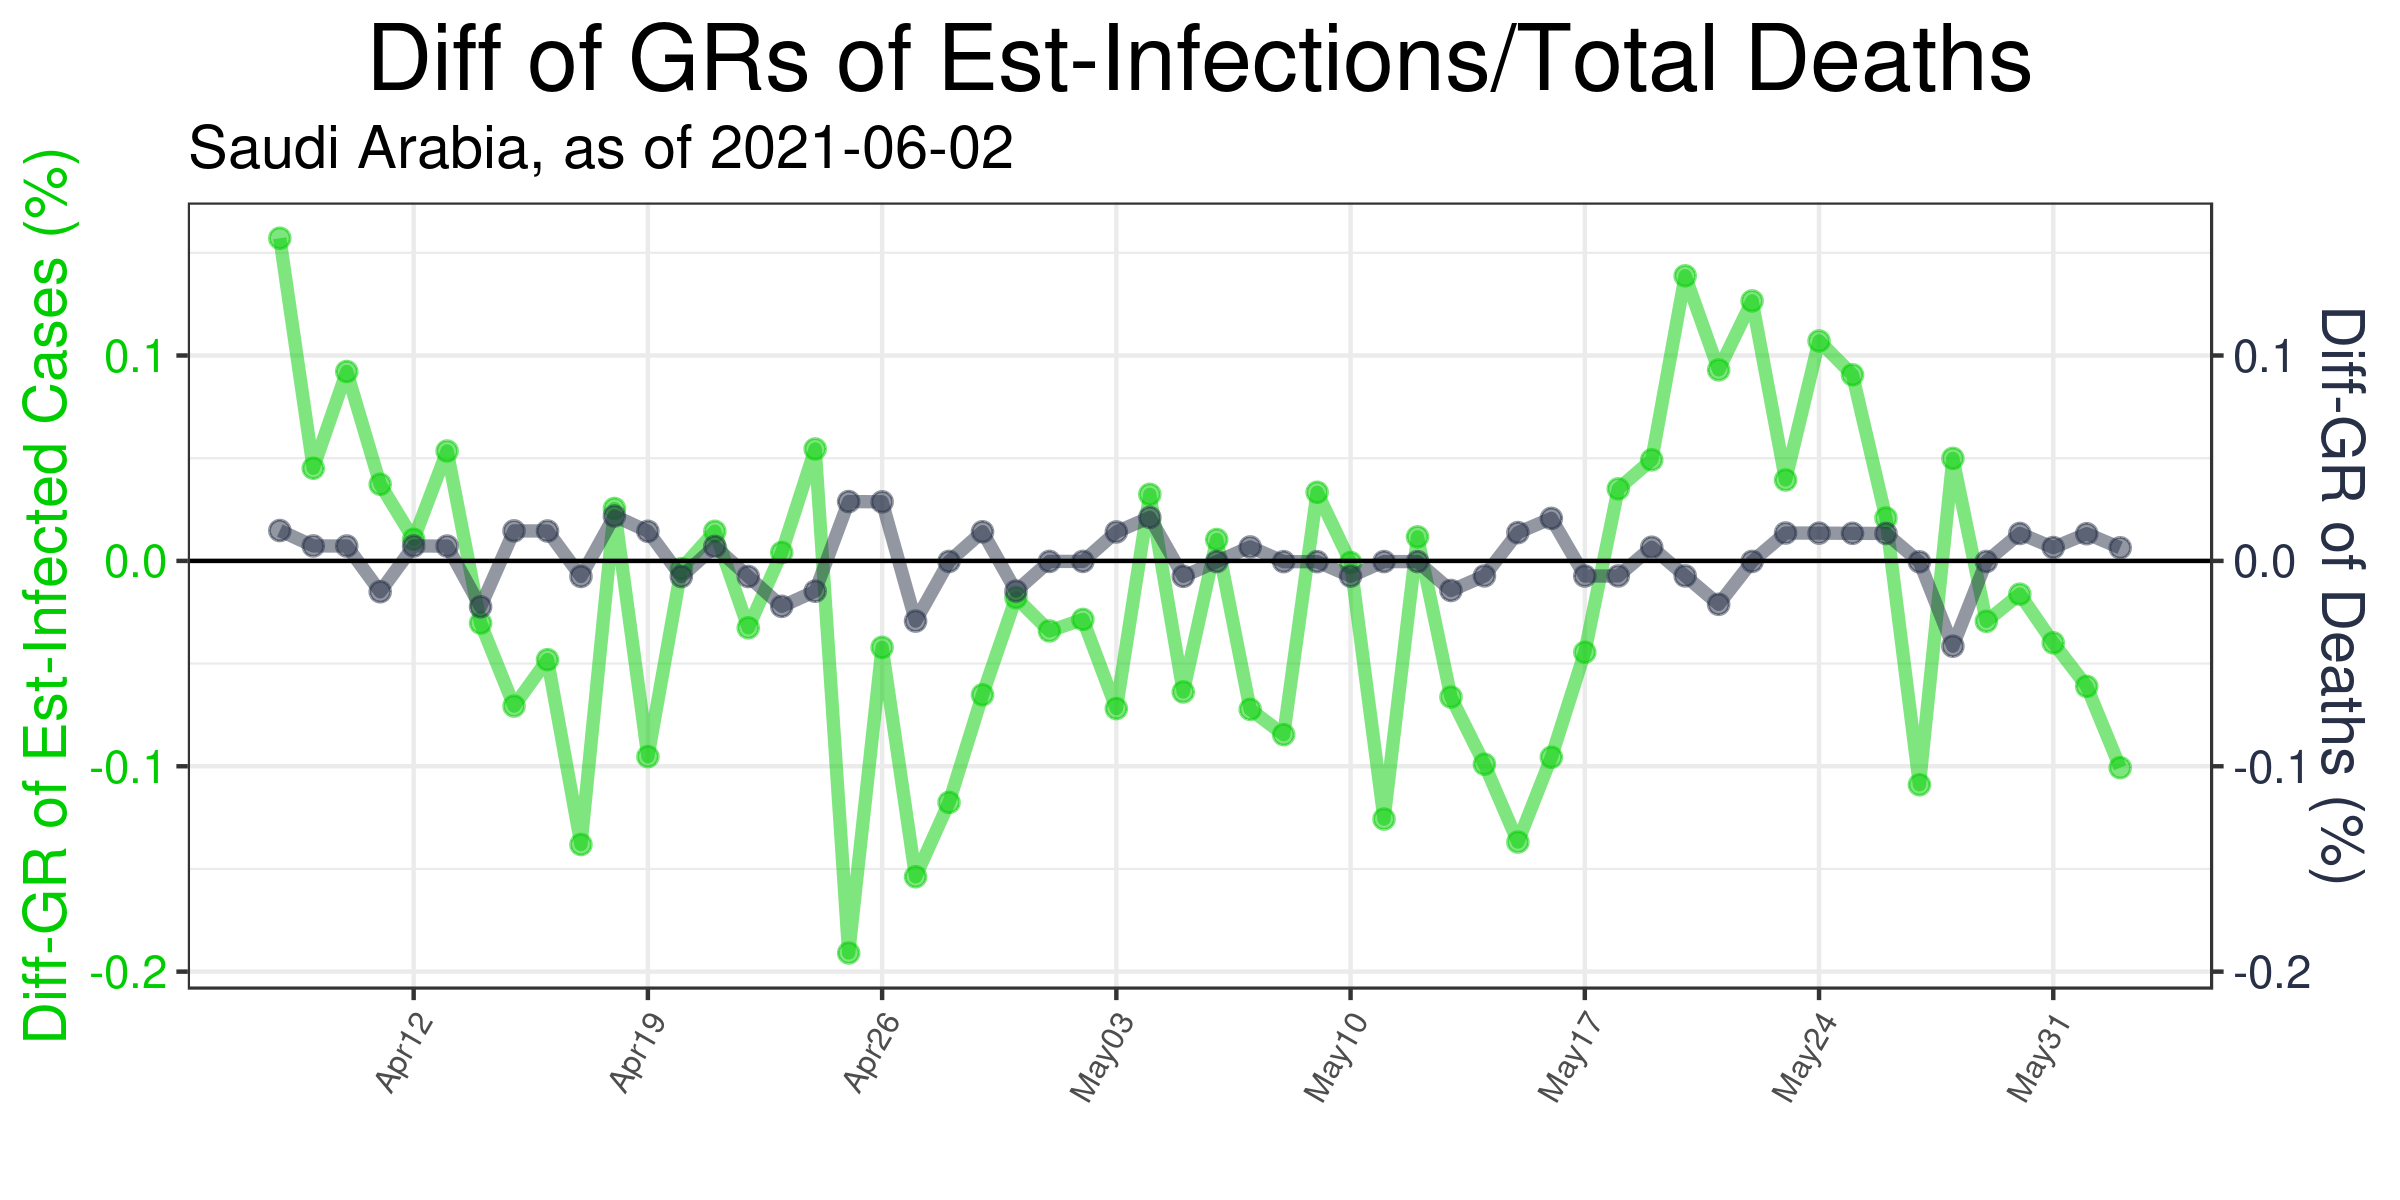 Diff of GRs of Est-Infections/Total Deaths
Saudi Arabia, as of 2021-06-02
Diff-GR of Est-Infected Cases (%)
0.1
0.0
-0.1
-0.2
0.1
0.0
-0.1
-0.2
Diff-GR of Deaths (%)
Apr12
Apr19
Apr26
May03
May10
May17
May24
May31